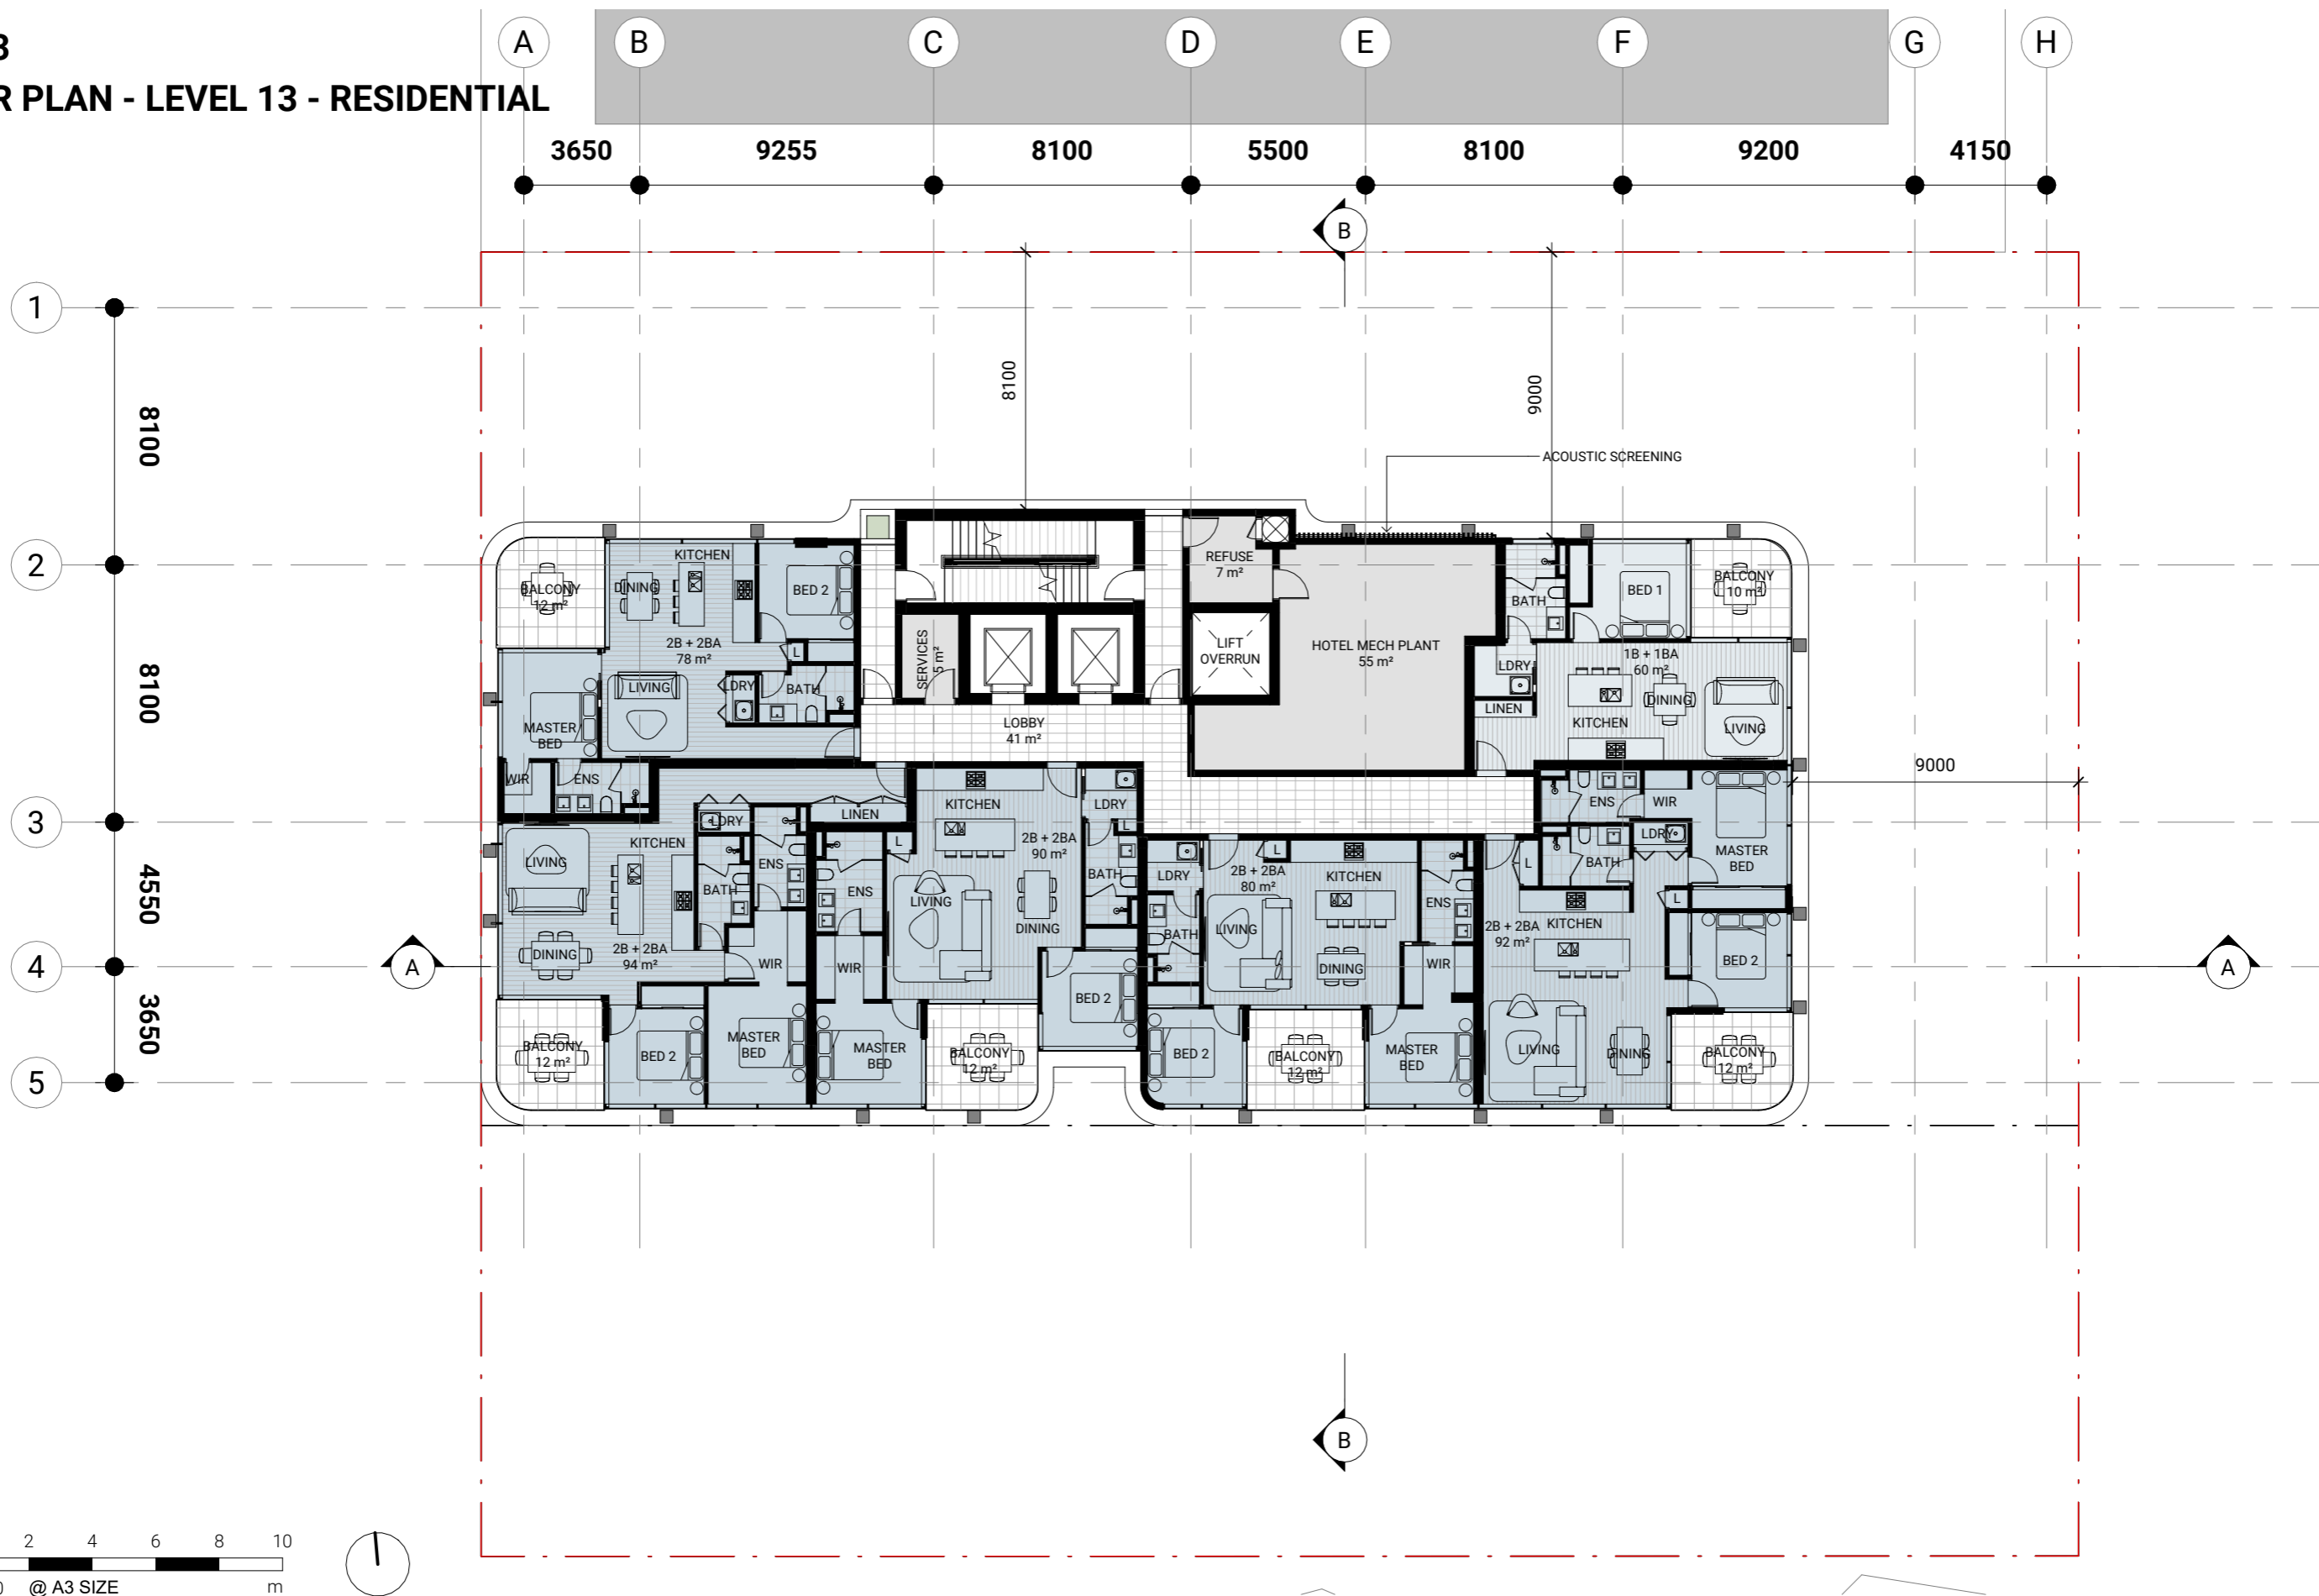 3
R PLAN - LEVEL 13 - RESIDENTIAL
A B C D E F G H
3650 9255 8100 5500 8100 9200 4150
B
1
8100
8100
9000
ACOUSTIC SCREENING
2
8100
KITCHEN
BED 2
DINING
BALCONY
12 m²
2B + 2BA
78 m²
L
LIVING
LDRY
BATH
MASTER
BED
WIR
ENS
REFUSE
7 m²
SERVICES
5 m²
LIFT
OVERRUN
HOTEL MECH PLANT
55 m²
LOBBY
41 m²
BATH
BED 1
BALCONY
10 m²
1B + 1BA
60 m²
LDRY
DINING
LINEN
KITCHEN
LIVING
9000
3
4550
LINEN
LDRY
KITCHEN
LIVING
ENS
BATH
2B + 2BA
94 m²
DINING
WIR
BALCONY
12 m²
BED 2
MASTER
BED
KITCHEN
LDRY
L
L
2B + 2BA
90 m²
ENS
BATH
LIVING
DINING
WIR
BED 2
MASTER
BED
BALCONY
12 m²
L
2B + 2BA
80 m²
LDRY
KITCHEN
ENS
LIVING
BATH
DINING
WIR
BED 2
BALCONY
12 m²
MASTER
BED
ENS
WIR
LDRY
BATH
MASTER
BED
L
L
2B + 2BA
92 m²
KITCHEN
BED 2
LIVING
DINING
BALCONY
12 m²
A
4
A
3650
5
B
2 4 6 8 10
0 @ A3 SIZE m